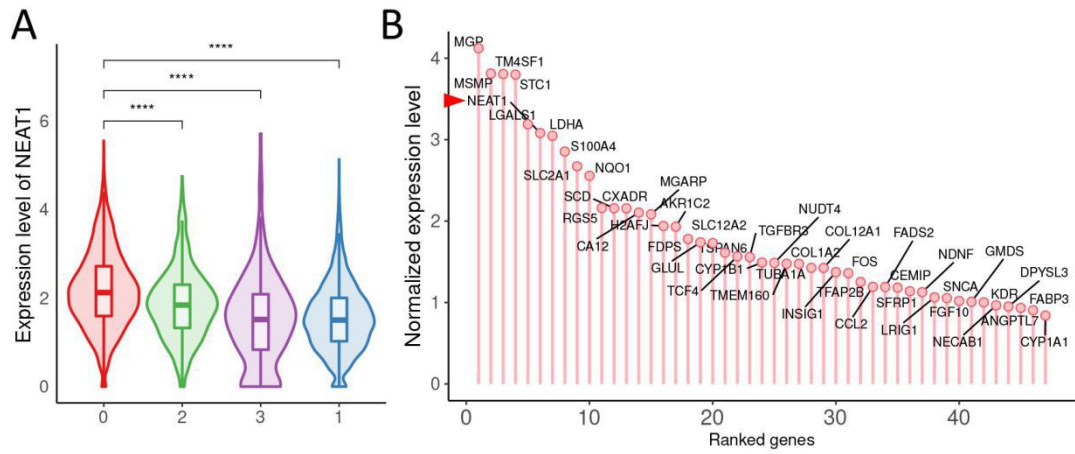 A
Expression level of NEAT1
6
4
2
0
****
****
****
0
2
3
1
B
Normalized expression level
4
3
2
1
0
MGP
TM4SF1
MSMP
STC1
NEAT1
LGALS1
LDHA
S100A4
SLC2A1
NQO1
SCD
CXADR
MGARP
RGS5
AKR1C2
H2AFJ
CA12
SLC12A2
NUDT4
FDPS
TSPAN6
TGFBR3
COL12A1
FADS2
GLUL
CYP1B1
COL1A2
FOS
NDNF
GMDS
TCF4
TUBA1A
CEMIP
DPYSL3
TMEM160
TFAP2B
SFRP1
SNCA
KDR
FABP3
INSIG1
FGF10
ANGPTL7
CCL2
LRIG1
NECAB1
CYP1A1
0
10
20
30
40
Ranked genes